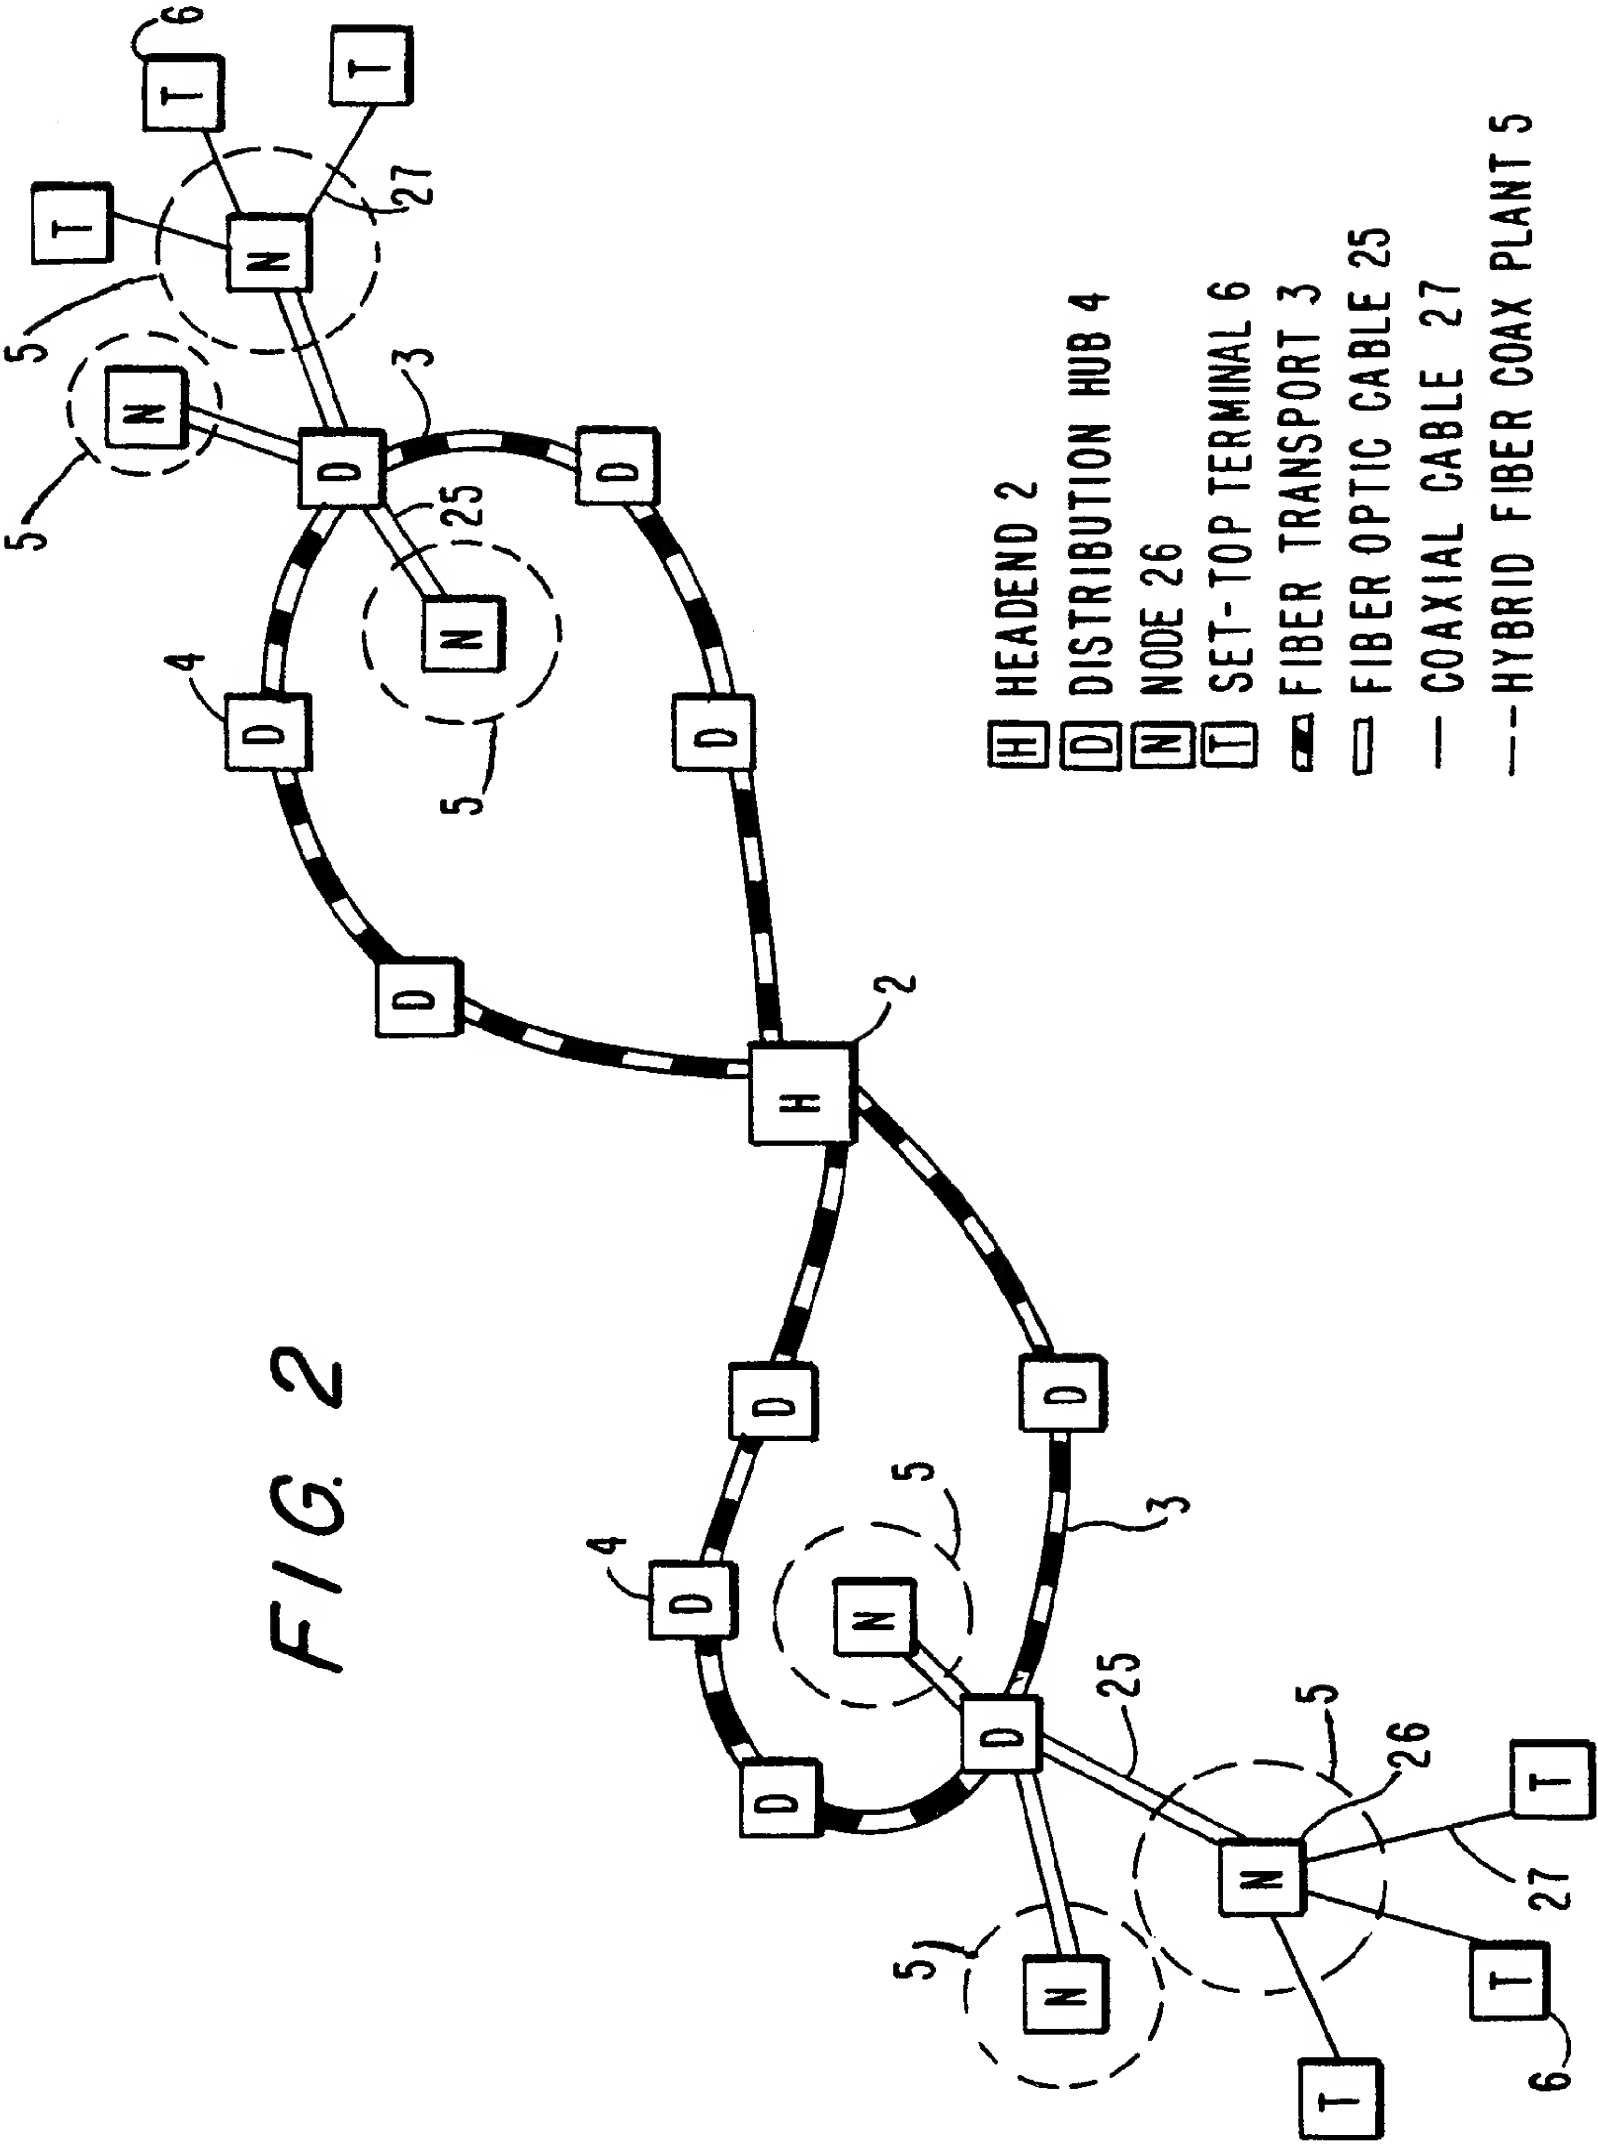 FIG. 2
6
T
T
T
27
N
5
N
5
3
D
D
25
N
5
4
D
D
D
2
H
D
D
4
D
5
N
3
D
D
25
5
26
N
5
N
T
27
T
6
T
H HEADEND 2
D DISTRIBUTION HUB 4
N NODE 26
T SET-TOP TERMINAL 6
FIBER TRANSPORT 3
FIBER OPTIC CABLE 25
COAXIAL CABLE 27
HYBRID FIBER COAX PLANT 5